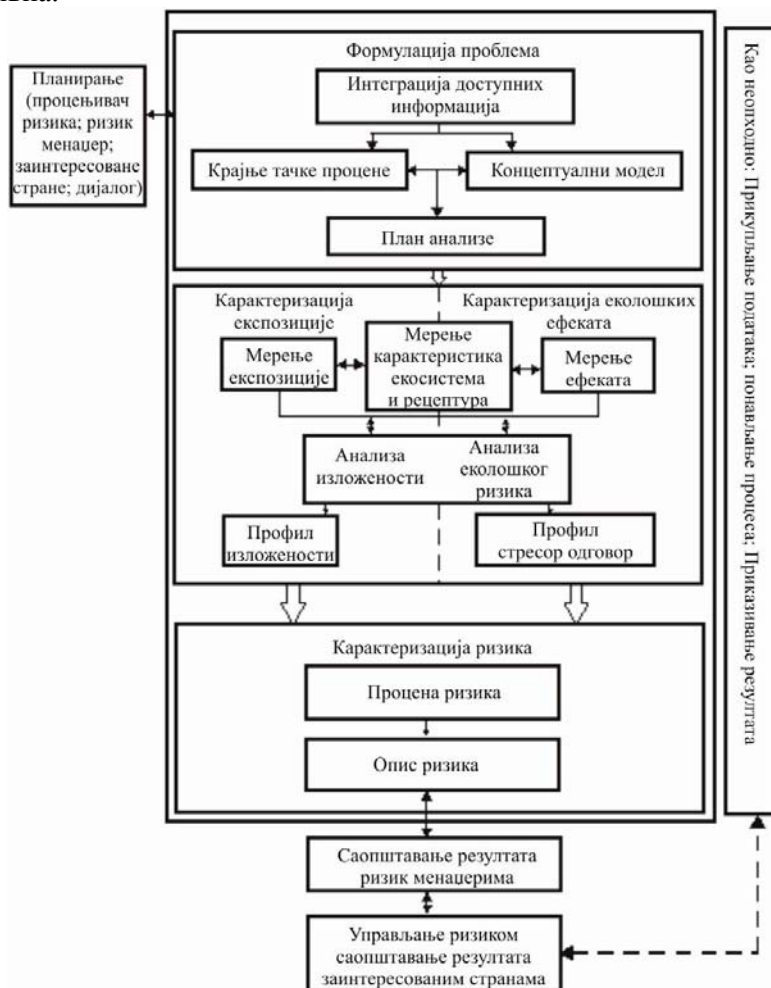 Планирање
(процењивач
ризика; ризик
менаџер;
заинтересоване
стране; дијалог)
Формулација проблема
Интеграција доступних
информација
Крајње тачке процене
Концептуални модел
План анализе
Карактеризација
експозиције
Карактеризација еколошких
ефеката
Мерење
експозиције
Мерење
карактеристика
екосистема
и рецептура
Мерење
ефеката
Анализа
изложености
Анализа
еколошког
ризика
Профил
изложености
Профил
стресор одговор
Карактеризација ризика
Процена ризика
Опис ризика
Саопштавање резултата
ризик менаџерима
Управљање ризиком
саопштавање резултата
заинтересованим странама
Као неопходно: Прикупљање података; понављање процеса; Приказивање резултата